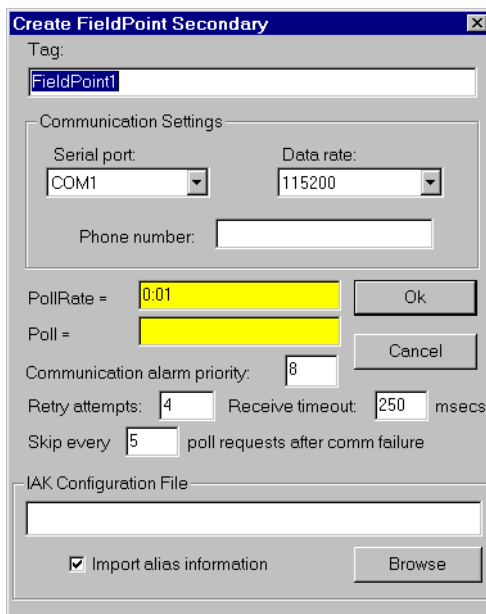 Create FieldPoint Secondary
Tag:
FieldPoint1
Communication Settings
Serial port: Data rate:
COM1 115200
Phone number:
PollRate = 0:01 Ok
Poll =
Cancel
Communication alarm priority: 8
Retry attempts: 4 Receive timeout: 250 msecs
Skip every 5 poll requests after comm failure
IAK Configuration File
Import alias information Browse